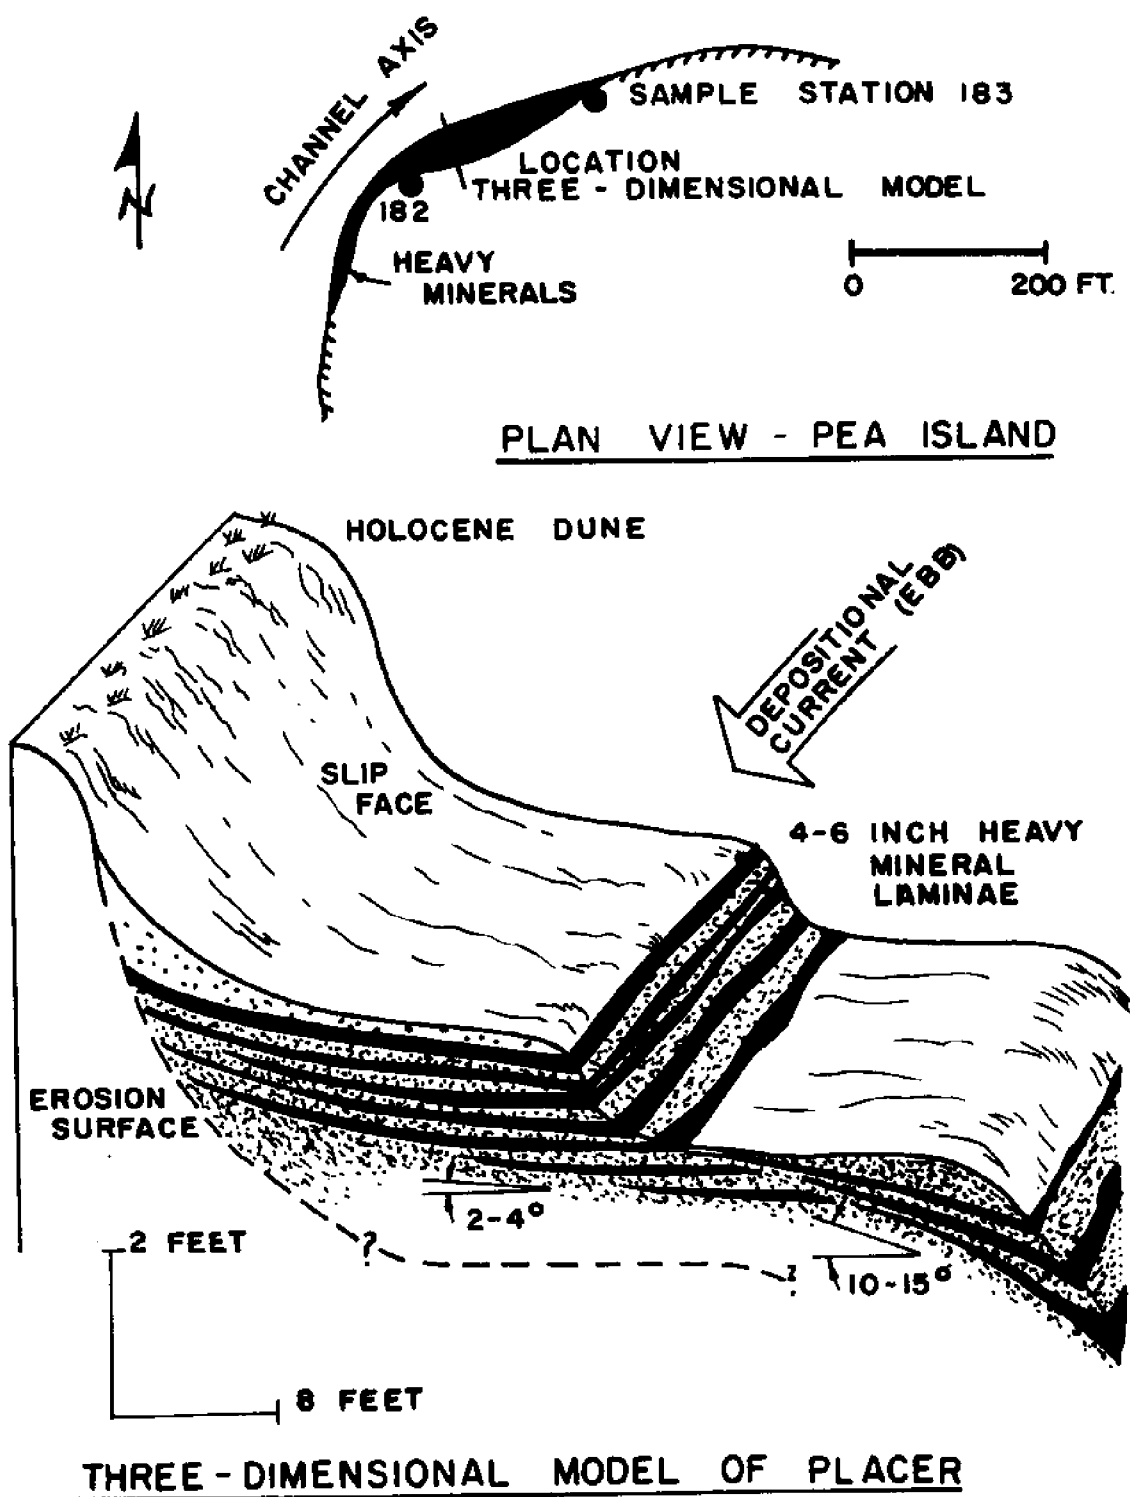 CHANNEL AXIS
N
SAMPLE STATION 183
LOCATION
THREE - DIMENSIONAL MODEL
182
HEAVY
MINERALS
0 200 FT.
PLAN VIEW - PEA ISLAND
HOLOCENE DUNE
DEPOSITIONAL
CURRENT (EBB)
SLIP
FACE
4-6 INCH HEAVY
MINERAL
LAMINAE
EROSION
SURFACE
2-4°
2 FEET
?
?
10-15°
8 FEET
THREE - DIMENSIONAL MODEL OF PLACER